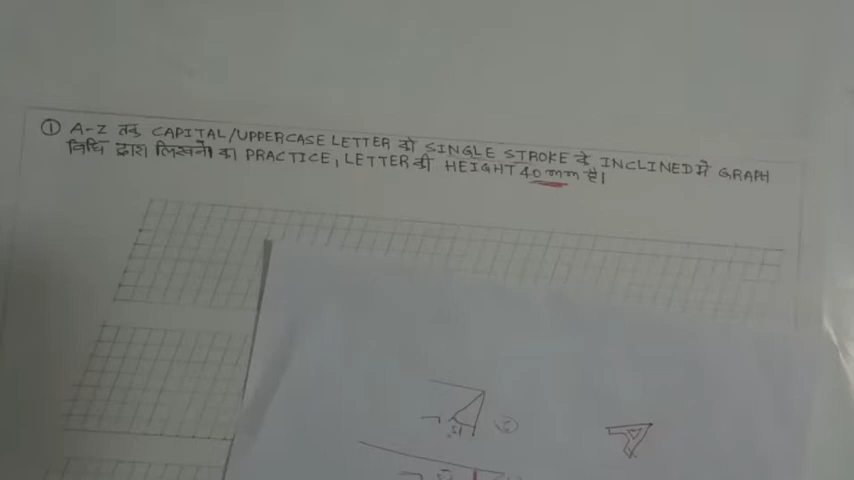 ① A-Z तक CAPITAL/UPPERCASE LETTER को SINGLE STROKE के INCLINED में GRAPH
विधि द्वारा लिखने का PRACTICE, LETTER की HEIGHT 40 mm है।